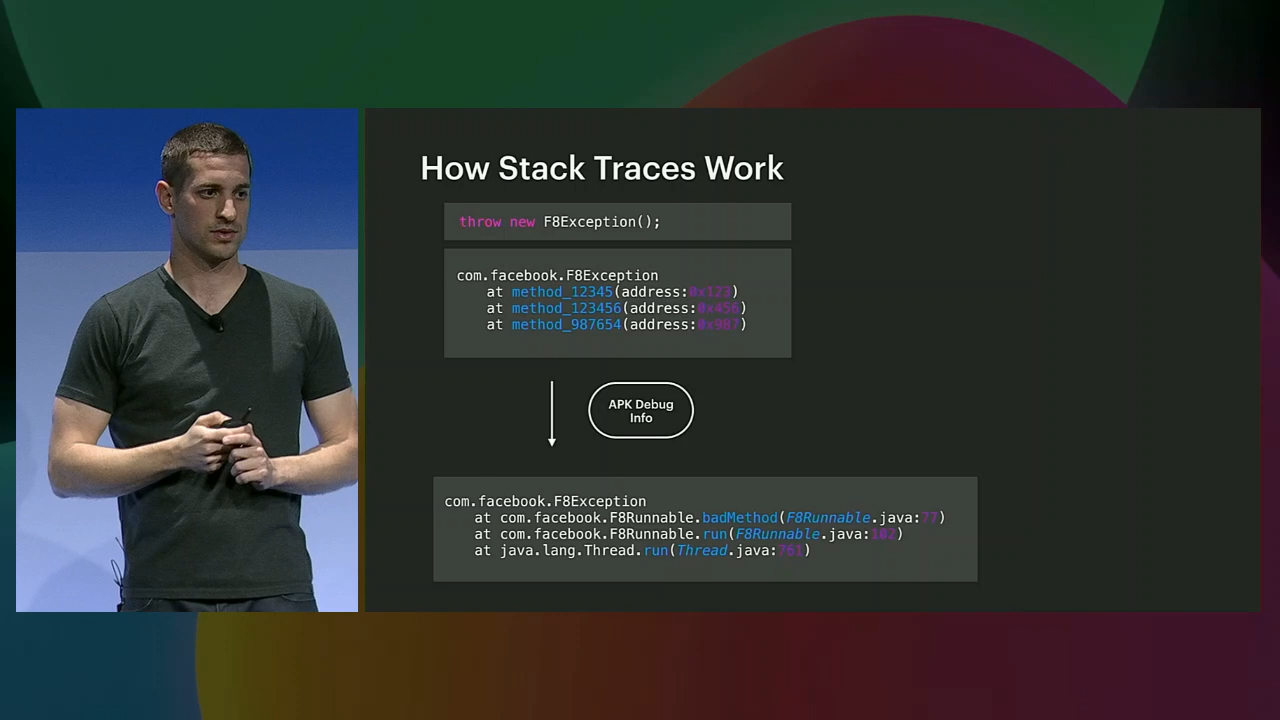 How Stack Traces Work
throw new F8Exception();
com.facebook.F8Exception
at method_12345(address:0x123)
at method_123456(address:0x456)
at method_987654(address:0x987)
APK Debug
Info
com.facebook.F8Exception
at com.facebook.F8Runnable.badMethod(F8Runnable.java:77)
at com.facebook.F8Runnable.run(F8Runnable.java:102)
at java.lang.Thread.run(Thread.java:761)